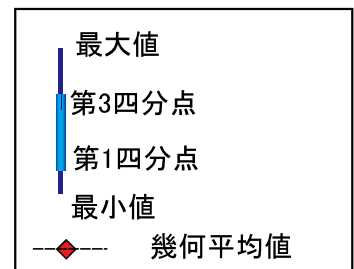 最大値
第3四分点
第1四分点
最小値
幾何平均値